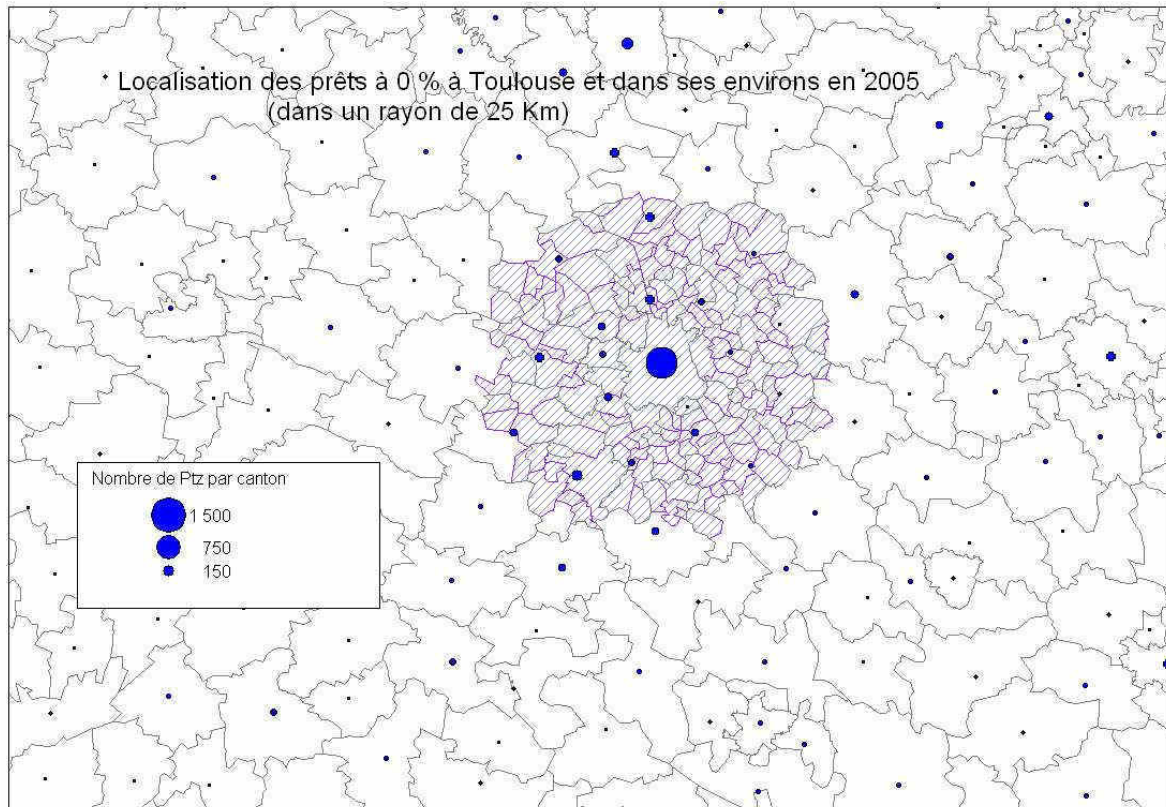 Localisation des prêts à 0 % à Toulouse et dans ses environs en 2005
(dans un rayon de 25 Km)
Nombre de Ptz par canton
1 500
750
150